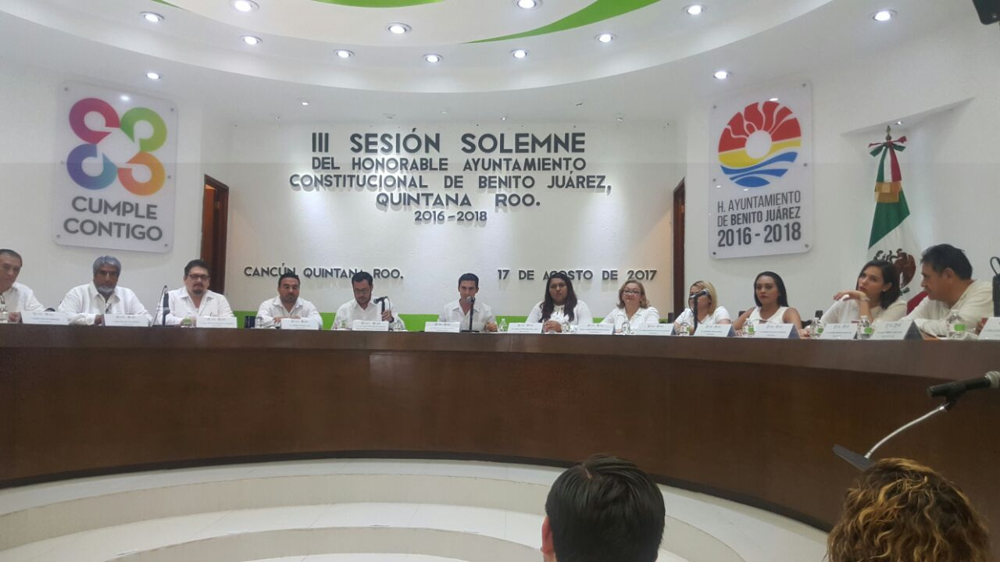 III SESIÓN SOLEMNE
DEL HONORABLE AYUNTAMIENTO
CONSTITUCIONAL DE BENITO JUÁREZ,
QUINTANA ROO.
2016-2018
CANCÚN QUINTANA ROO. 17 DE AGOSTO DE 2017
CUMPLE
CONTIGO
H. AYUNTAMIENTO
DE BENITO JUÁREZ
2016 - 2018